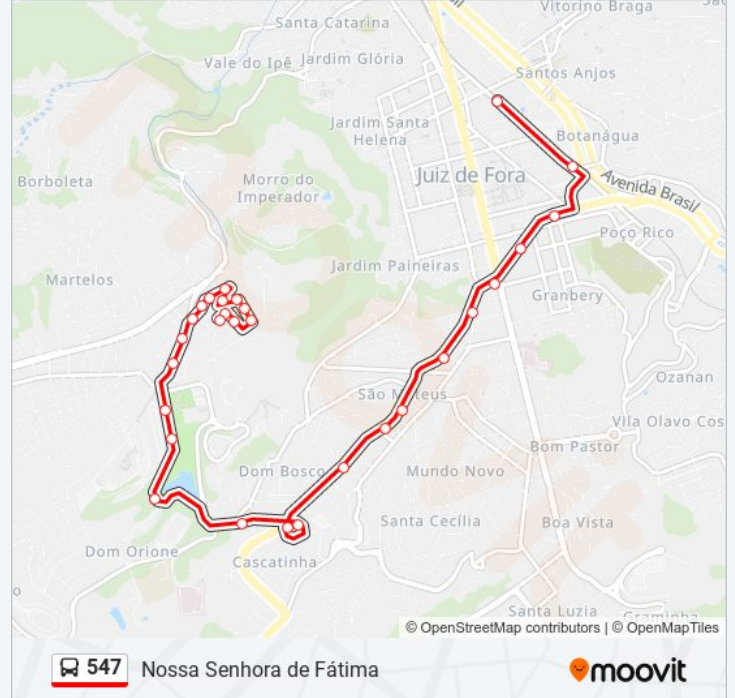 Vitorino Braga
Santa Catarina
Vale do Ipê
Jardim Glória
Santos Anjos
Jardim Santa
Helena
Botanágua
Borboleta
Morro do
Imperador
Juiz de Fora
Avenida Brasil
Poço Rico
Jardim Paineiras
Martelos
Granbery
Ozanan
São Mateus
Vila Olavo Cos
Bom Pastor
Dom Bosco
Mundo Novo
Santa Cecília
Boa Vista
Dom Orione
Cascatinha
Santa Luzia
Graminha
© OpenStreetMap contributors | © OpenMapTiles
547
Nossa Senhora de Fátima
moovit